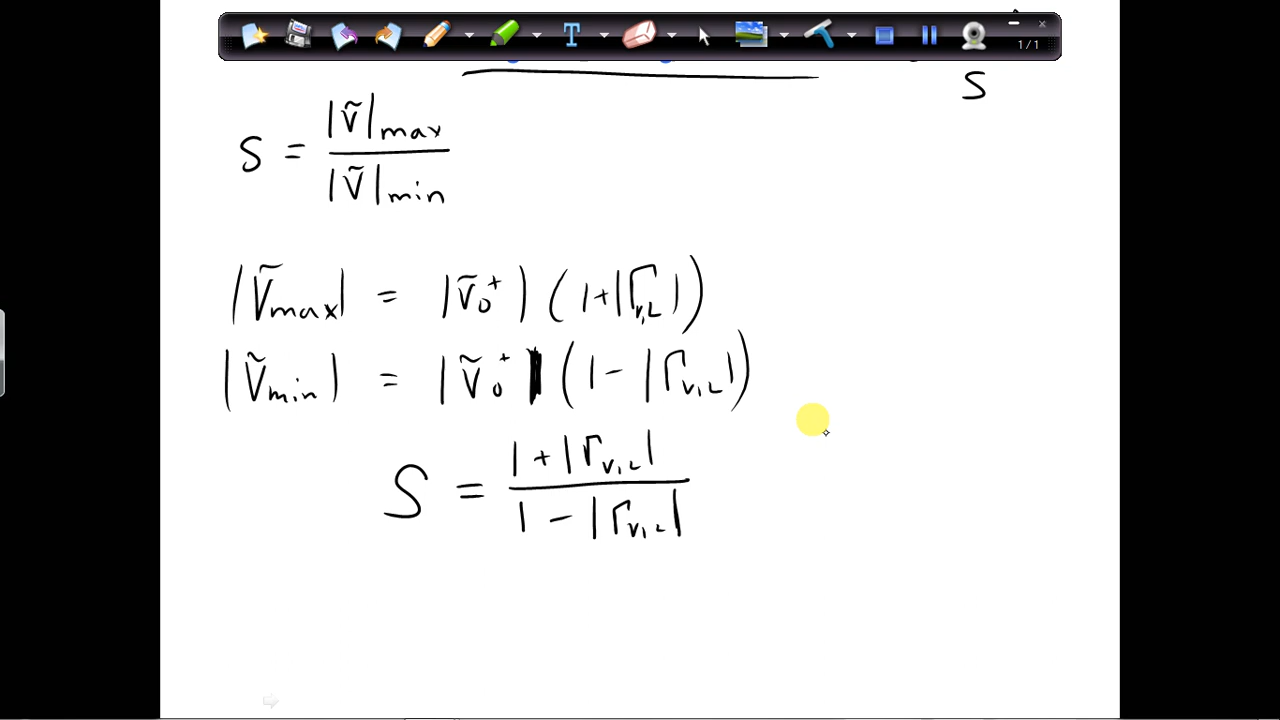 1/1
S
S = |Ṽ|max / |Ṽ|min
|Ṽmax| = |Ṽ₀⁺| (1+|Γv,L|)
|Ṽmin| = |Ṽ₀⁺| (1 - |Γv,L|)
S = 1 + |Γv,L| / 1 - |Γv,L|